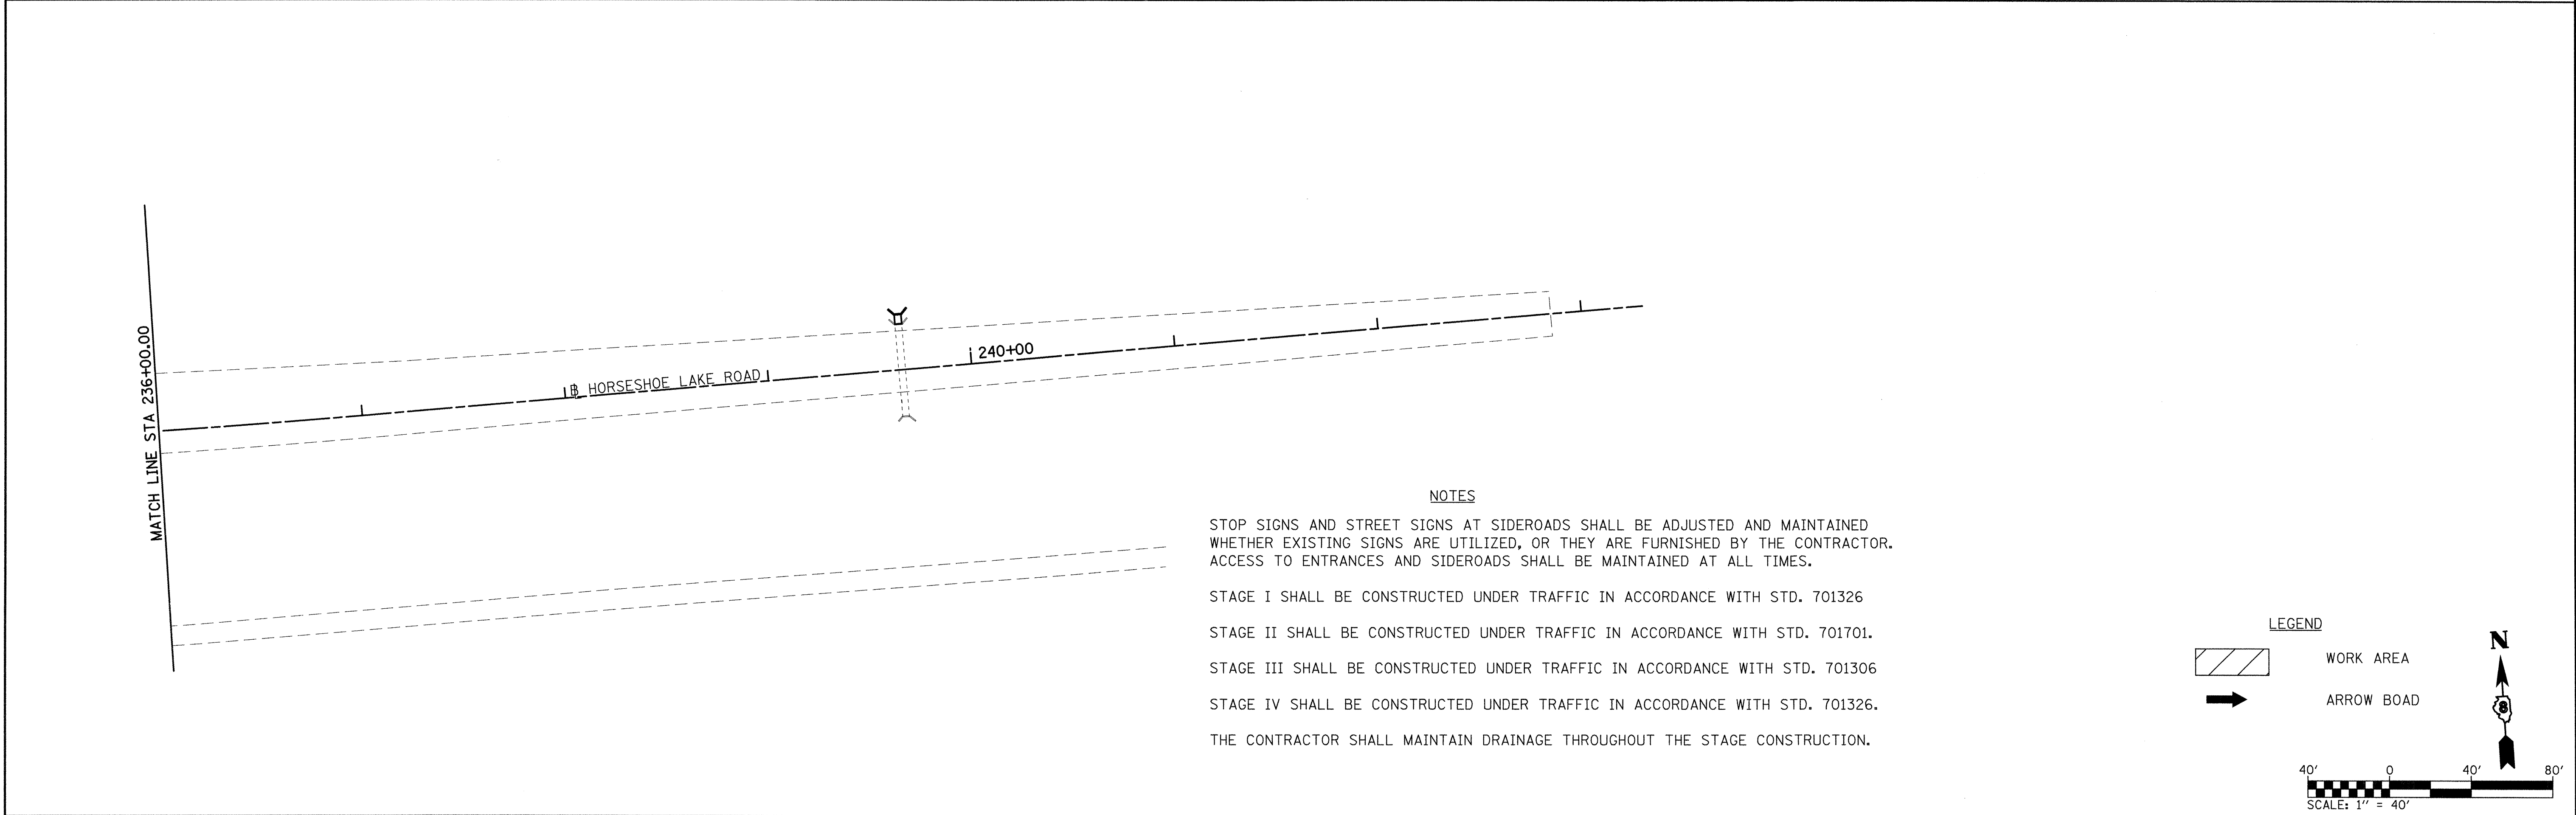 MATCH LINE STA 236+00.00
B HORSESHOE LAKE ROAD
240+00
NOTES
STOP SIGNS AND STREET SIGNS AT SIDEROADS SHALL BE ADJUSTED AND MAINTAINED
WHETHER EXISTING SIGNS ARE UTILIZED, OR THEY ARE FURNISHED BY THE CONTRACTOR.
ACCESS TO ENTRANCES AND SIDEROADS SHALL BE MAINTAINED AT ALL TIMES.
STAGE I SHALL BE CONSTRUCTED UNDER TRAFFIC IN ACCORDANCE WITH STD. 701326
STAGE II SHALL BE CONSTRUCTED UNDER TRAFFIC IN ACCORDANCE WITH STD. 701701.
STAGE III SHALL BE CONSTRUCTED UNDER TRAFFIC IN ACCORDANCE WITH STD. 701306
STAGE IV SHALL BE CONSTRUCTED UNDER TRAFFIC IN ACCORDANCE WITH STD. 701326.
THE CONTRACTOR SHALL MAINTAIN DRAINAGE THROUGHOUT THE STAGE CONSTRUCTION.
LEGEND
WORK AREA
ARROW BOAD
N
8
40' 0 40' 80'
SCALE: 1" = 40'